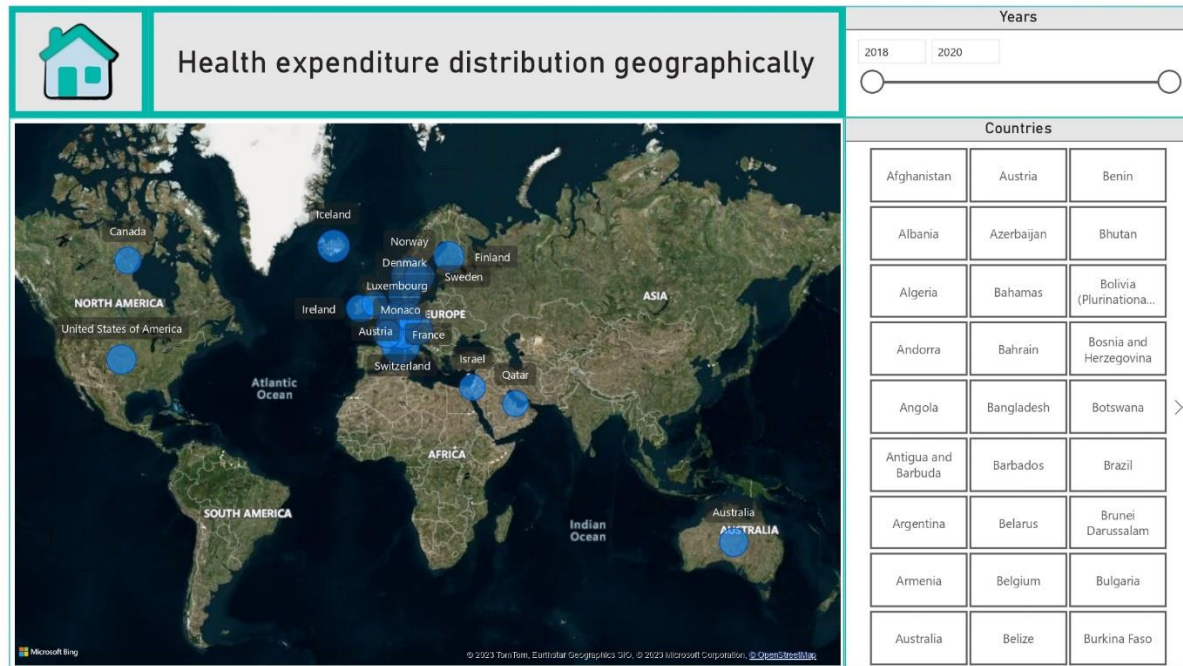 Health expenditure distribution geographically
Years
2018
2020
Countries
Afghanistan
Austria
Benin
Albania
Azerbaijan
Bhutan
Algeria
Bahamas
Bolivia
(Plurinationa...
Andorra
Bahrain
Bosnia and
Herzegovina
Angola
Bangladesh
Botswana
Antigua and
Barbuda
Barbados
Brazil
Argentina
Belarus
Brunei
Darussalam
Armenia
Belgium
Bulgaria
Australia
Belize
Burkina Faso
Iceland
Canada
Norway
Finland
Denmark
Sweden
Luxembourg
ASIA
NORTH AMERICA
Ireland
Monaco
EUROPE
United States of America
Austria
France
Switzerland
Israel
Qatar
Atlantic
Ocean
AFRICA
SOUTH AMERICA
Australia
AUSTRALIA
Indian
Ocean
Microsoft Bing
© 2023 TomTom, Earthstar Geographics SIO, © 2023 Microsoft Corporation, © OpenStreetMap